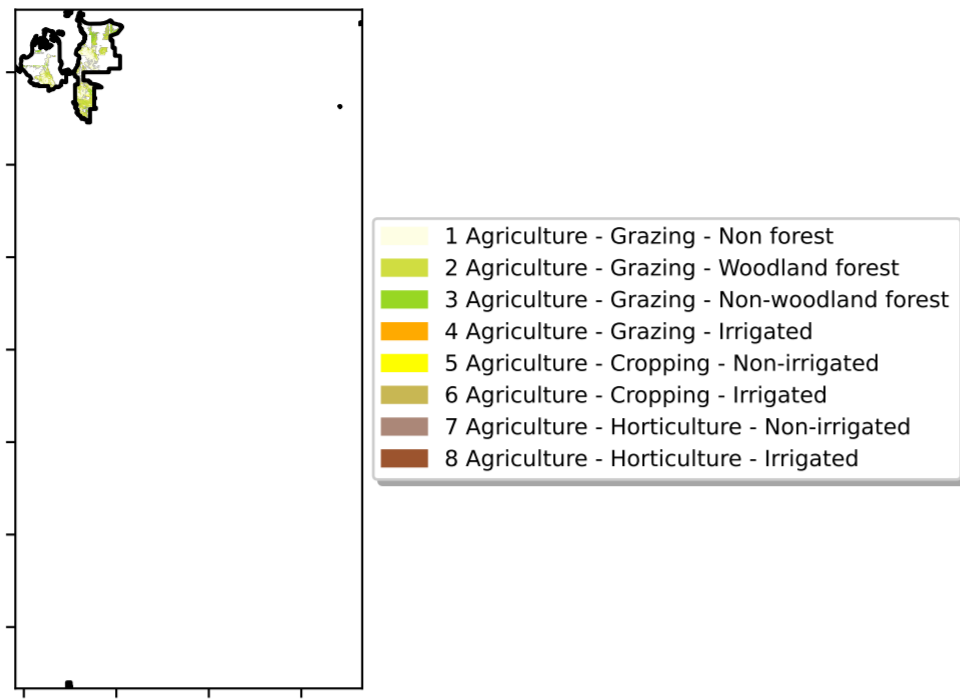 1 Agriculture - Grazing - Non forest
2 Agriculture - Grazing - Woodland forest
3 Agriculture - Grazing - Non-woodland forest
4 Agriculture - Grazing - Irrigated
5 Agriculture - Cropping - Non-irrigated
6 Agriculture - Cropping - Irrigated
7 Agriculture - Horticulture - Non-irrigated
8 Agriculture - Horticulture - Irrigated